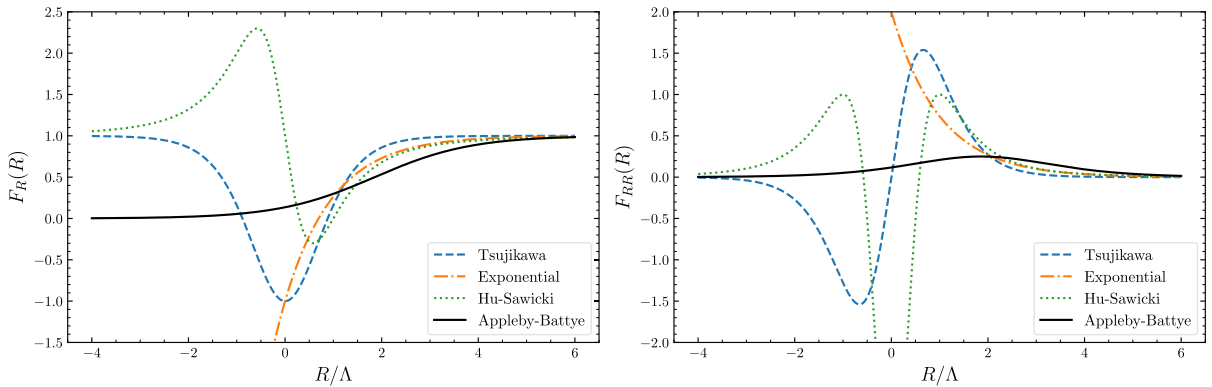 2.5
2.0
1.5
1.0
0.5
0.0
−0.5
−1.0
−1.5
F_R(R)
−4
−2
0
2
4
6
R/Λ
Tsujikawa
Exponential
Hu-Sawicki
Appleby-Battye
2.0
1.5
1.0
0.5
0.0
−0.5
−1.0
−1.5
−2.0
F_{RR}(R)
−4
−2
0
2
4
6
R/Λ
Tsujikawa
Exponential
Hu-Sawicki
Appleby-Battye